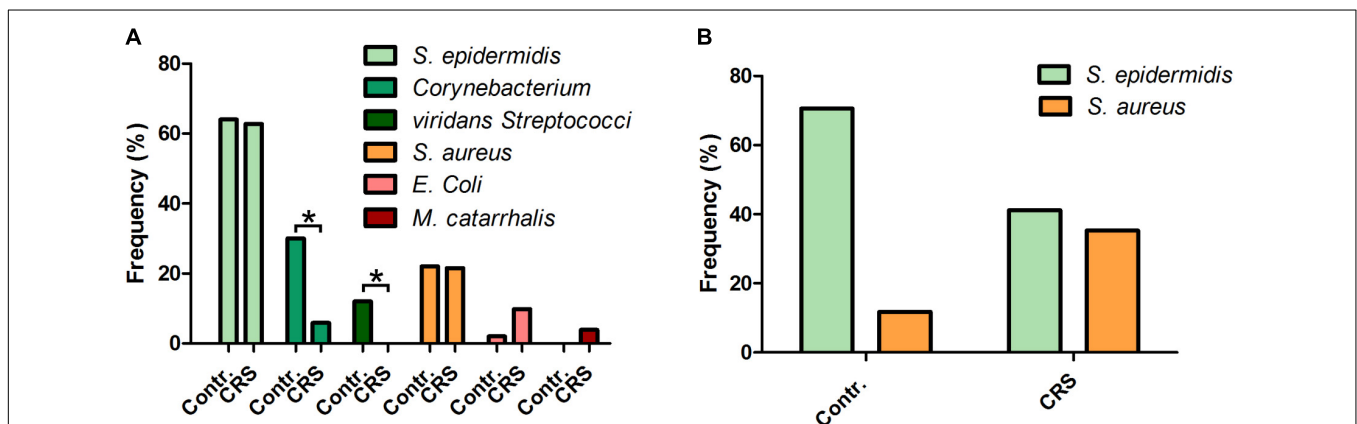 A
S. epidermidis
Corynebacterium
viridans Streptococci
S. aureus
E. Coli
M. catarrhalis
Frequency (%)
80
60
40
20
0
*
*
Contr.
CRS
Contr.
CRS
Contr.
CRS
Contr.
CRS
Contr.
CRS
Contr.
CRS
B
S. epidermidis
S. aureus
Frequency (%)
80
60
40
20
0
Contr.
CRS